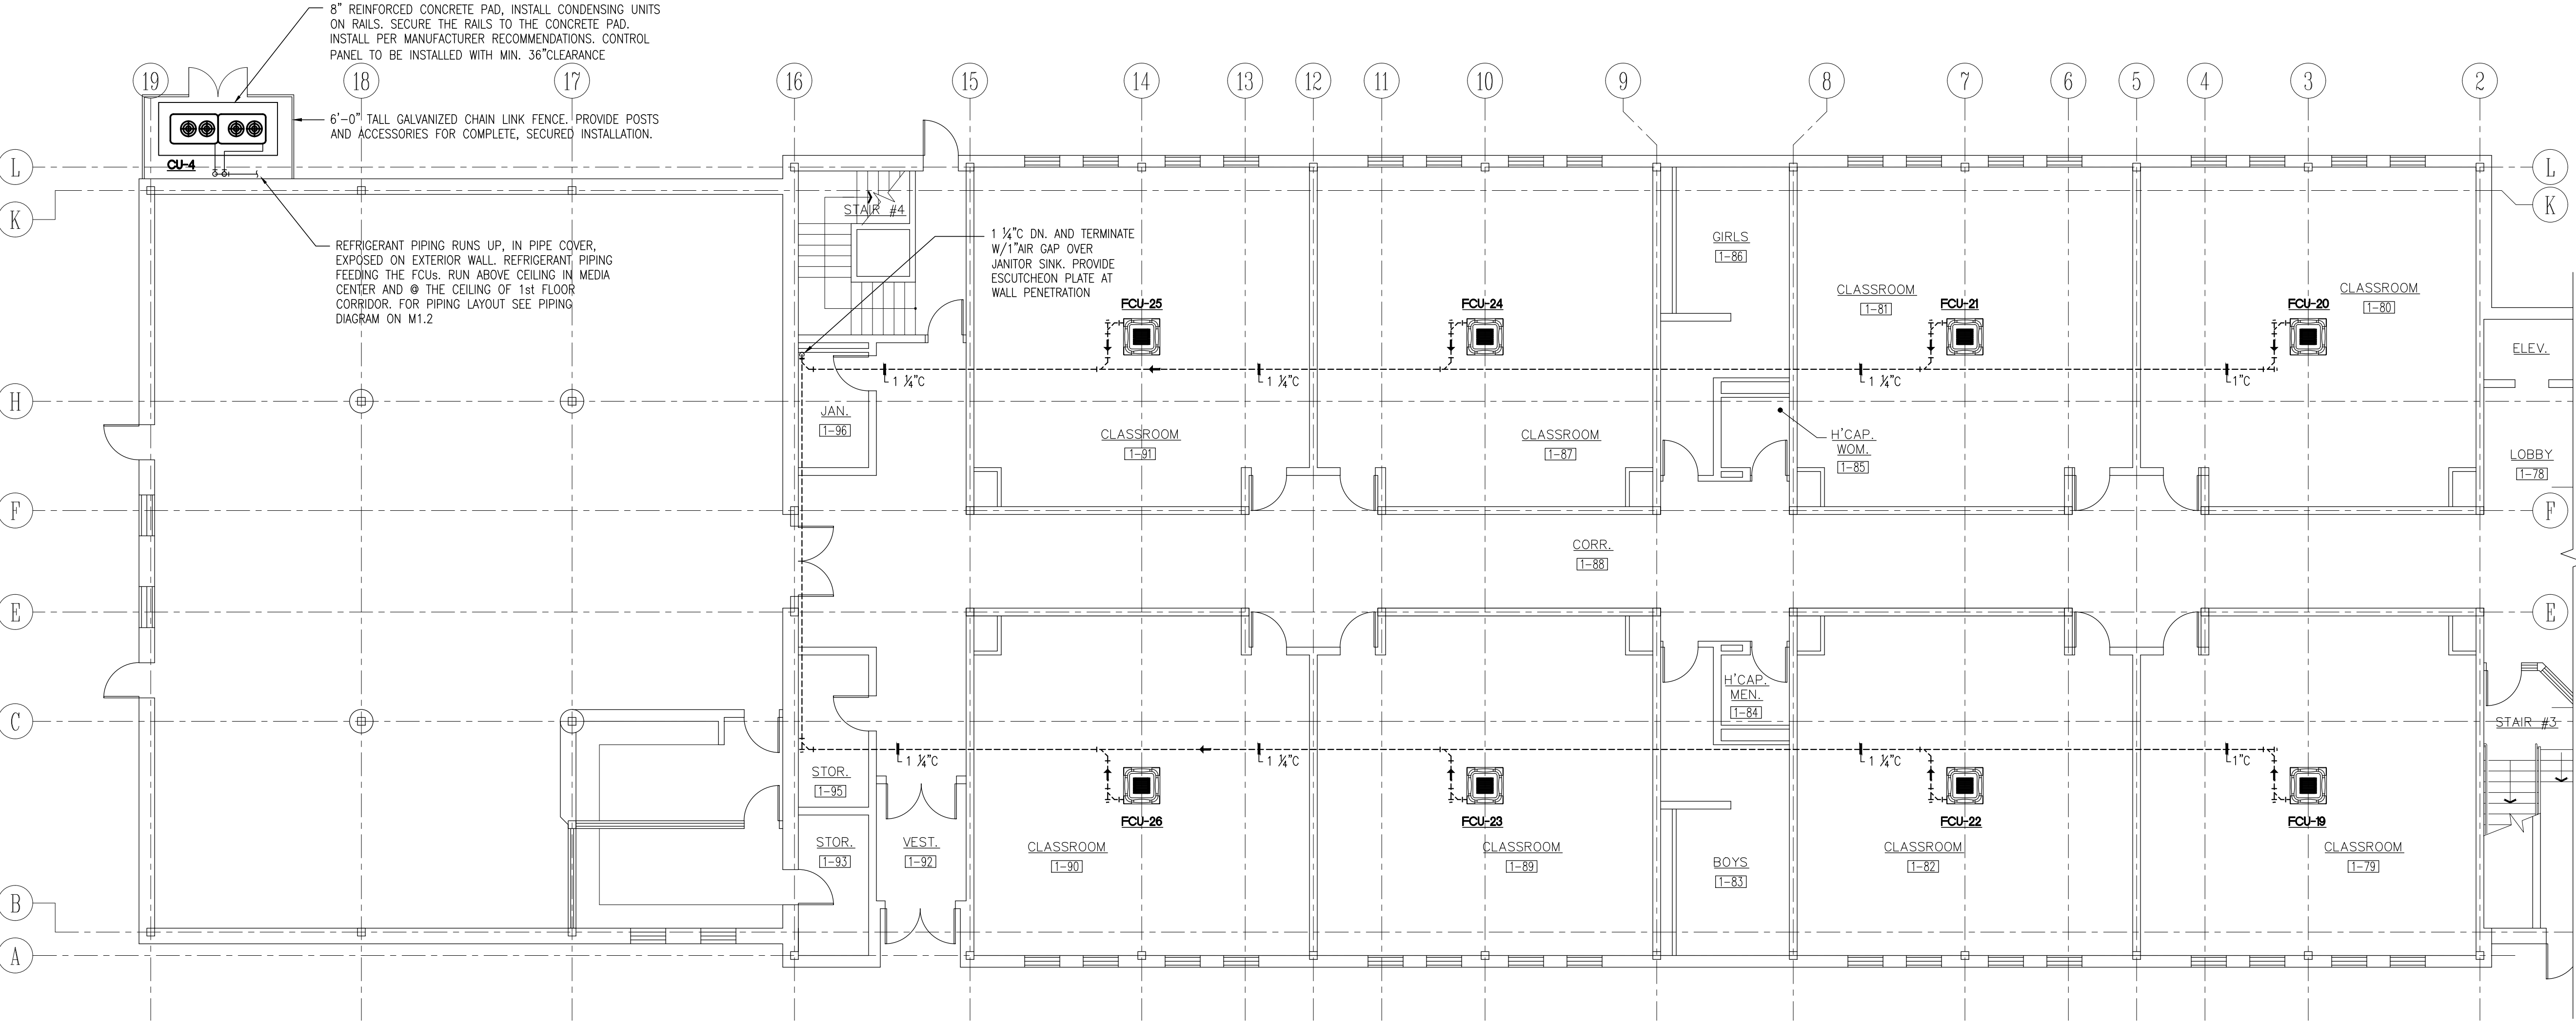 8" REINFORCED CONCRETE PAD, INSTALL CONDENSING UNITS
ON RAILS. SECURE THE RAILS TO THE CONCRETE PAD.
INSTALL PER MANUFACTURER RECOMMENDATIONS. CONTROL
PANEL TO BE INSTALLED WITH MIN. 36"CLEARANCE
19
18
17
16
15
14
13
12
11
10
9
8
7
6
5
4
3
2
6'-0" TALL GALVANIZED CHAIN LINK FENCE. PROVIDE POSTS
AND ACCESSORIES FOR COMPLETE, SECURED INSTALLATION.
CU-4
L
L
K
K
STAIR #4
REFRIGERANT PIPING RUNS UP, IN PIPE COVER,
EXPOSED ON EXTERIOR WALL. REFRIGERANT PIPING
FEEDING THE FCUs. RUN ABOVE CEILING IN MEDIA
CENTER AND @ THE CEILING OF 1st FLOOR
CORRIDOR. FOR PIPING LAYOUT SEE PIPING
DIAGRAM ON M1.2
1 ¼"C DN. AND TERMINATE
W/1"AIR GAP OVER
JANITOR SINK. PROVIDE
ESCUTCHEON PLATE AT
WALL PENETRATION
GIRLS
1-86
CLASSROOM
1-81
CLASSROOM
1-80
FCU-25
FCU-24
FCU-21
FCU-20
ELEV.
1 ¼"C
1 ¼"C
1 ¼"C
1"C
H
JAN.
1-96
CLASSROOM
1-91
CLASSROOM
1-87
H'CAP.
WOM.
1-85
LOBBY
1-78
F
F
CORR.
1-88
E
E
H'CAP.
MEN.
1-84
C
STAIR #3
1 ¼"C
1 ¼"C
1 ¼"C
1"C
STOR.
1-95
FCU-26
FCU-23
FCU-22
FCU-19
STOR.
1-93
VEST.
1-92
CLASSROOM
1-90
CLASSROOM
1-89
BOYS
1-83
CLASSROOM
1-82
CLASSROOM
1-79
B
A